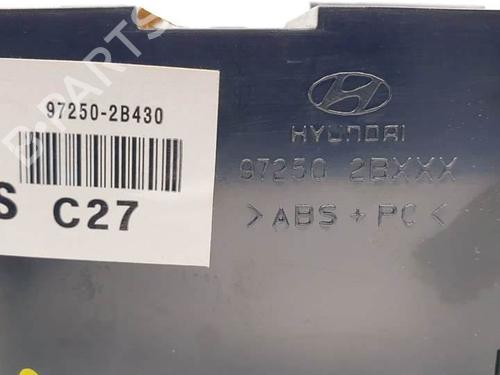 97250-2B430
S C27
HYUNDAI
97250 2BXXX
>ABS+PC<
B-PARTS